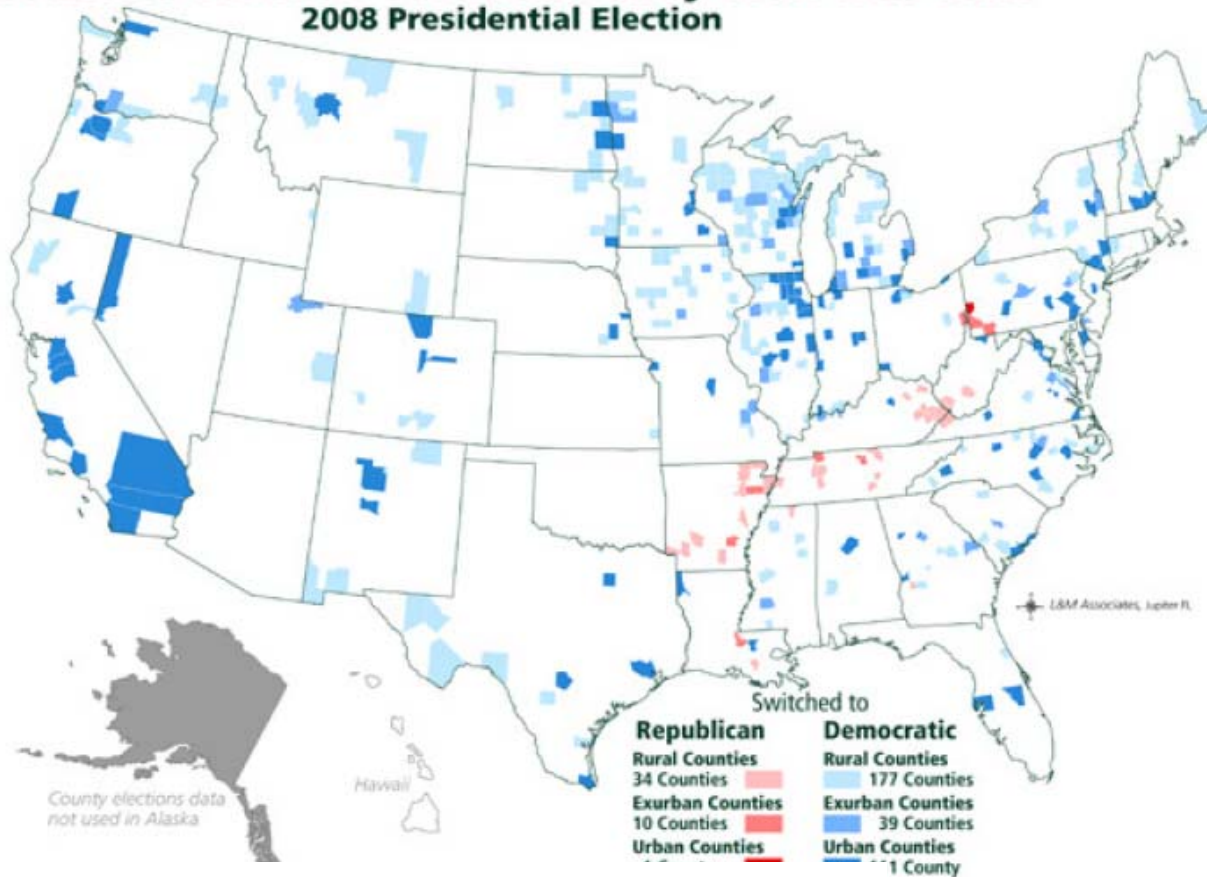 2008 Presidential Election
L&M Associates, Jupiter FL
Switched to
Republican
Democratic
Rural Counties
34 Counties
Rural Counties
177 Counties
Exurban Counties
10 Counties
Exurban Counties
39 Counties
Urban Counties
Urban Counties
1 County
County elections data
not used in Alaska
Hawaii